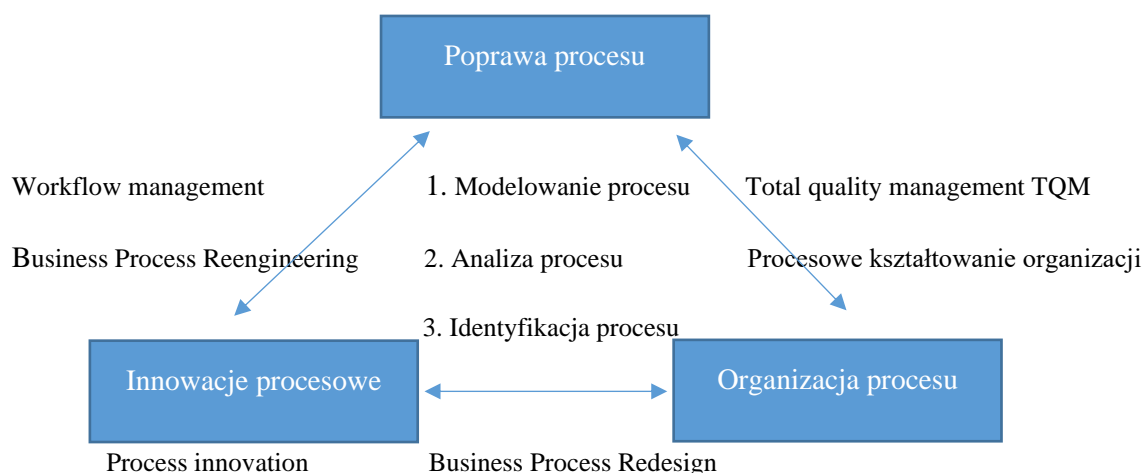 Poprawa procesu
Workflow management
1. Modelowanie procesu
Total quality management TQM
Business Process Reengineering
2. Analiza procesu
Procesowe kształtowanie organizacji
3. Identyfikacja procesu
Innowacje procesowe
Organizacja procesu
Process innovation
Business Process Redesign